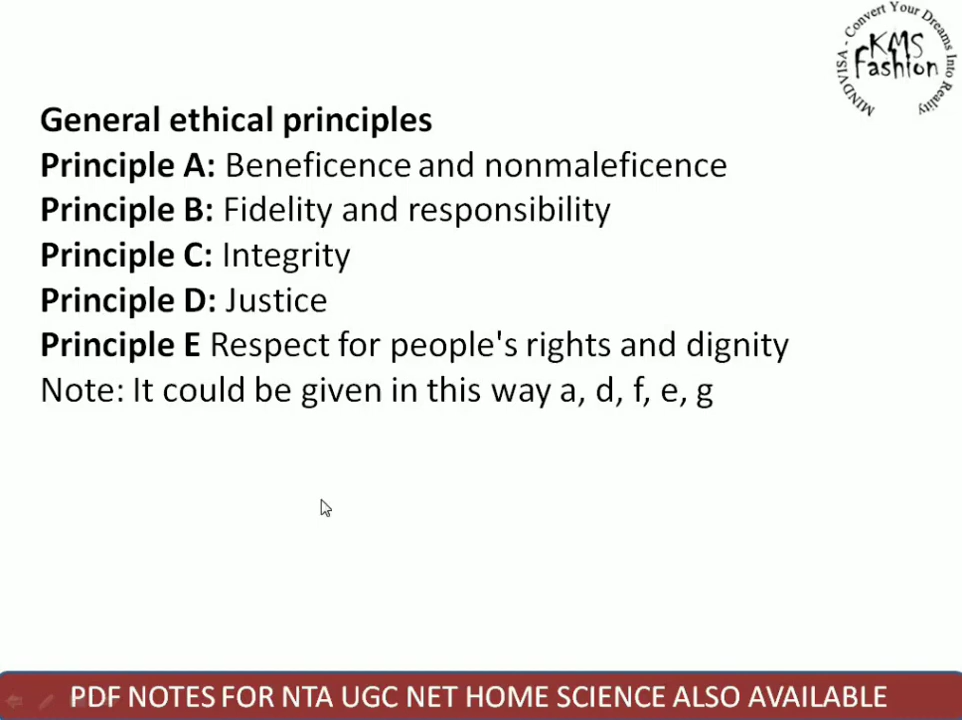 MINDVISA - Convert Your Dreams Into Reality
KMS
Fashion
General ethical principles
Principle A: Beneficence and nonmaleficence
Principle B: Fidelity and responsibility
Principle C: Integrity
Principle D: Justice
Principle E Respect for people's rights and dignity
Note: It could be given in this way a, d, f, e, g
PDF NOTES FOR NTA UGC NET HOME SCIENCE ALSO AVAILABLE